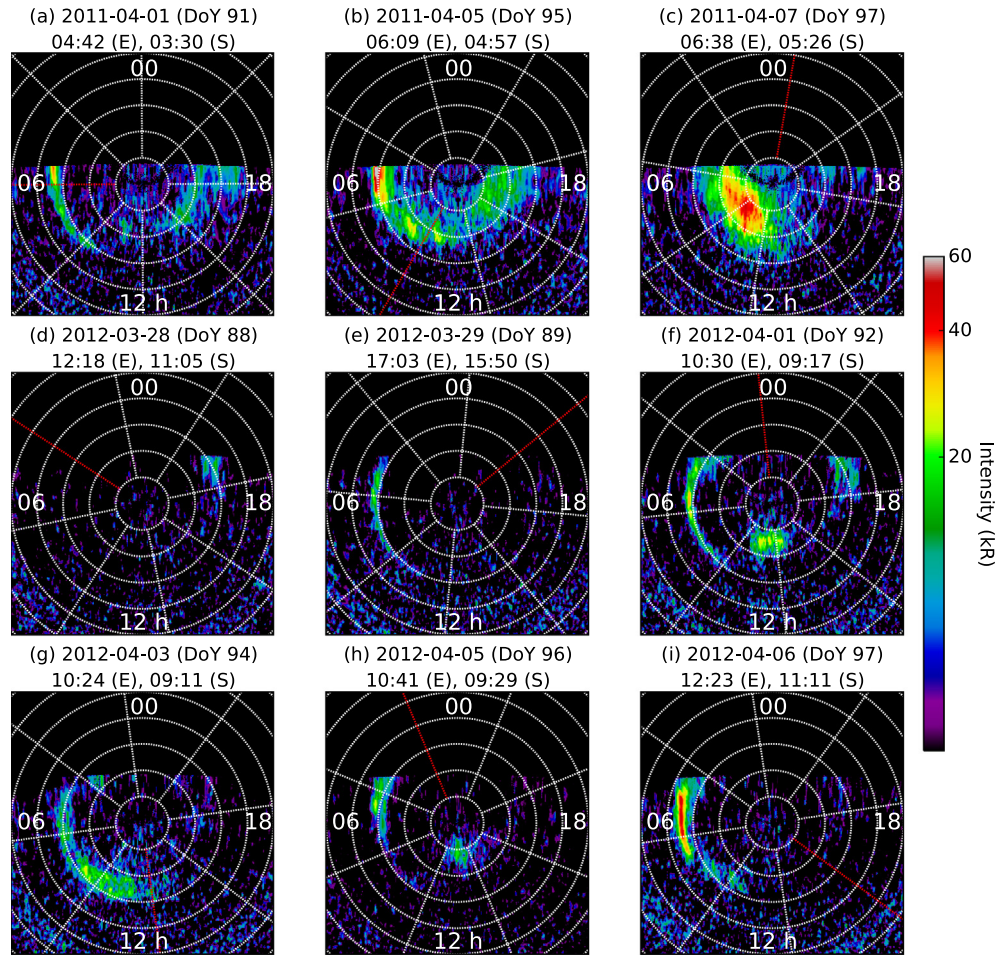 (a) 2011-04-01 (DoY 91)
04:42 (E), 03:30 (S)
00
06
18
12 h
(b) 2011-04-05 (DoY 95)
06:09 (E), 04:57 (S)
00
06
18
12 h
(c) 2011-04-07 (DoY 97)
06:38 (E), 05:26 (S)
00
06
18
12 h
(d) 2012-03-28 (DoY 88)
12:18 (E), 11:05 (S)
00
06
18
12 h
(e) 2012-03-29 (DoY 89)
17:03 (E), 15:50 (S)
00
06
18
12 h
(f) 2012-04-01 (DoY 92)
10:30 (E), 09:17 (S)
00
06
18
12 h
(g) 2012-04-03 (DoY 94)
10:24 (E), 09:11 (S)
00
06
18
12 h
(h) 2012-04-05 (DoY 96)
10:41 (E), 09:29 (S)
00
06
18
12 h
(i) 2012-04-06 (DoY 97)
12:23 (E), 11:11 (S)
00
06
18
12 h
60
40
20
Intensity (kR)